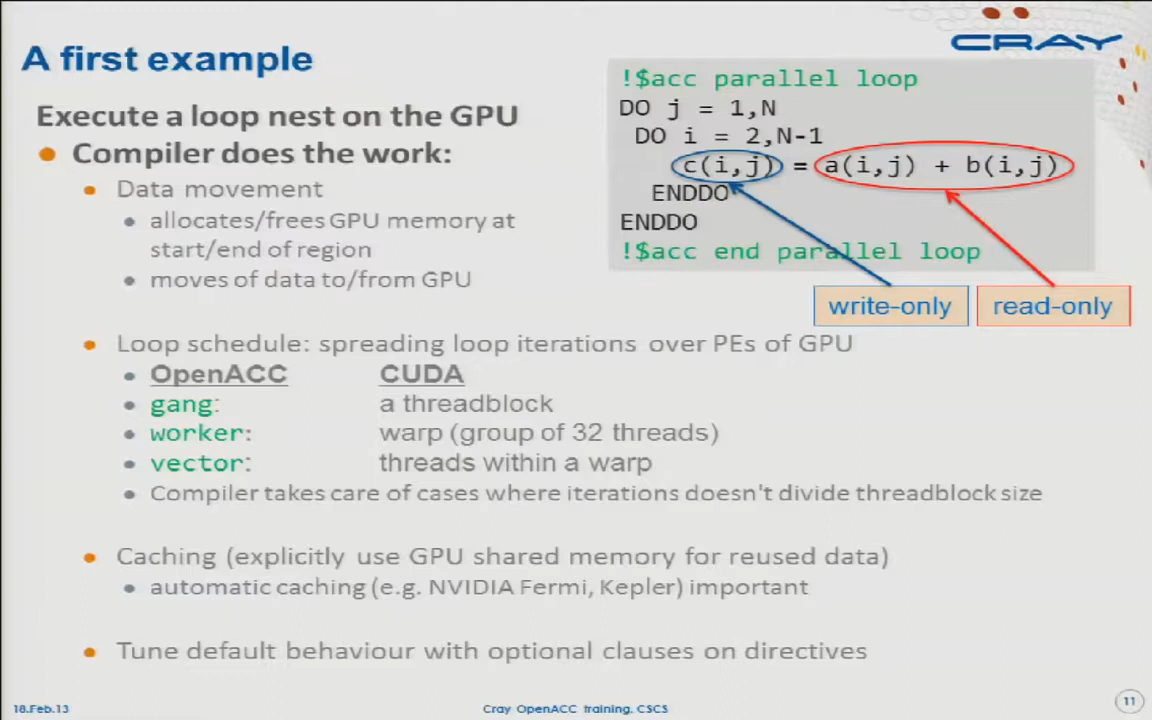 CRAY
A first example
Execute a loop nest on the GPU
Compiler does the work:
Data movement
allocates/frees GPU memory at
start/end of region
moves of data to/from GPU
!$acc parallel loop
DO j = 1,N
DO i = 2,N-1
c(i,j) = a(i,j) + b(i,j)
ENDDO
ENDDO
!$acc end parallel loop
write-only
read-only
Loop schedule: spreading loop iterations over PEs of GPU
OpenACC CUDA
gang: a threadblock
worker: warp (group of 32 threads)
vector: threads within a warp
Compiler takes care of cases where iterations doesn't divide threadblock size
Caching (explicitly use GPU shared memory for reused data)
automatic caching (e.g. NVIDIA Fermi, Kepler) important
Tune default behaviour with optional clauses on directives
18.Feb.13
Cray OpenACC training, CSCS
11